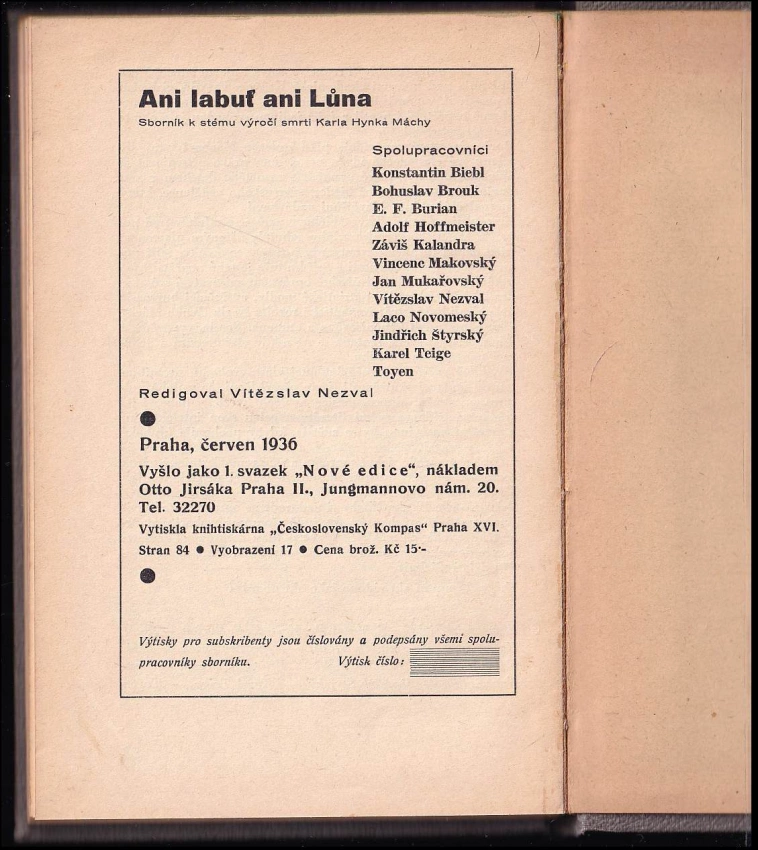 Ani labuť ani Lůna
Sborník k stému výročí smrti Karla Hynka Máchy
Spolupracovníci
Konstantin Biebl
Bohuslav Brouk
E. F. Burian
Adolf Hoffmeister
Záviš Kalandra
Vincenc Makovský
Jan Mukařovský
Vítězslav Nezval
Laco Novomeský
Jindřich Štyrský
Karel Teige
Toyen
Redigoval Vítězslav Nezval
Praha, červen 1936
Vyšlo jako 1. svazek „Nové edice“, nákladem
Otto Jirsáka Praha II., Jungmannovo nám. 20.
Tel. 32270
Vytiskla knihtiskárna „Československý Kompas“ Praha XVI.
Stran 84 ● Vyobrazení 17 ● Cena brož. Kč 15·-
Výtisky pro subskribenty jsou číslovány a podepsány všemi spolu-
pracovníky sborníku. Výtisk číslo: